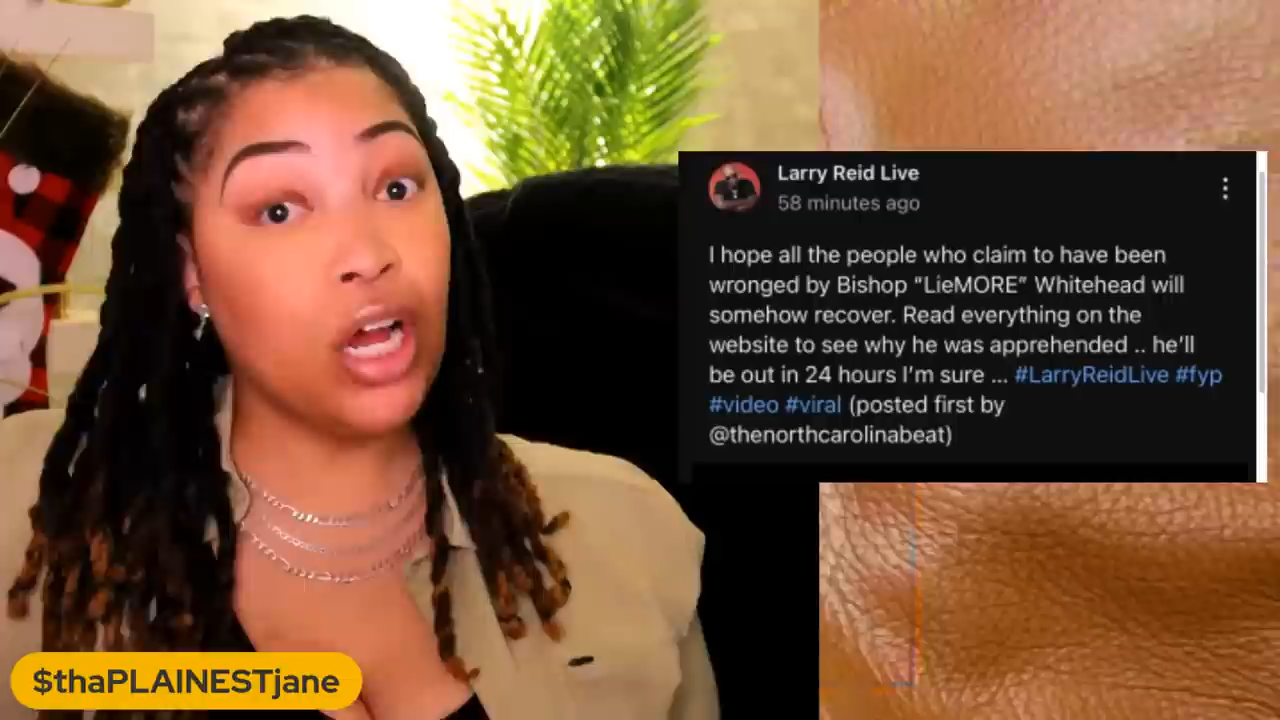 Larry Reid Live
58 minutes ago
I hope all the people who claim to have been
wronged by Bishop “LieMORE” Whitehead will
somehow recover. Read everything on the
website to see why he was apprehended .. he’ll
be out in 24 hours I’m sure ... #LarryReidLive #fyp
#video #viral (posted first by
@thenorthcarolinabeat)
$thaPLAINESTjane